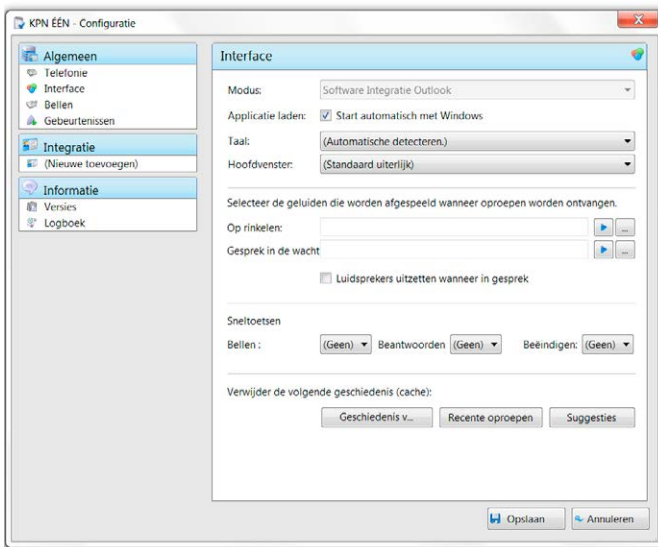 KPN ÉÉN - Configuratie
Algemeen
Telefonie
Interface
Bellen
Gebeurtenissen
Integratie
(Nieuwe toevoegen)
Informatie
Versies
Logboek
Interface
Modus: Software Integratie Outlook
Applicatie laden: Start automatisch met Windows
Taal: (Automatische detecteren.)
Hoofdvenster: (Standaard uiterlijk)
Selecteer de geluiden die worden afgespeeld wanneer oproepen worden ontvangen.
Op rinkelen: ...
Gesprek in de wacht ...
Luidsprekers uitzetten wanneer in gesprek
Sneltoetsen
Bellen : (Geen) Beantwoorden (Geen) Beëindigen: (Geen)
Verwijder de volgende geschiedenis (cache):
Geschiedenis v... Recente oproepen Suggesties
Opslaan Annuleren